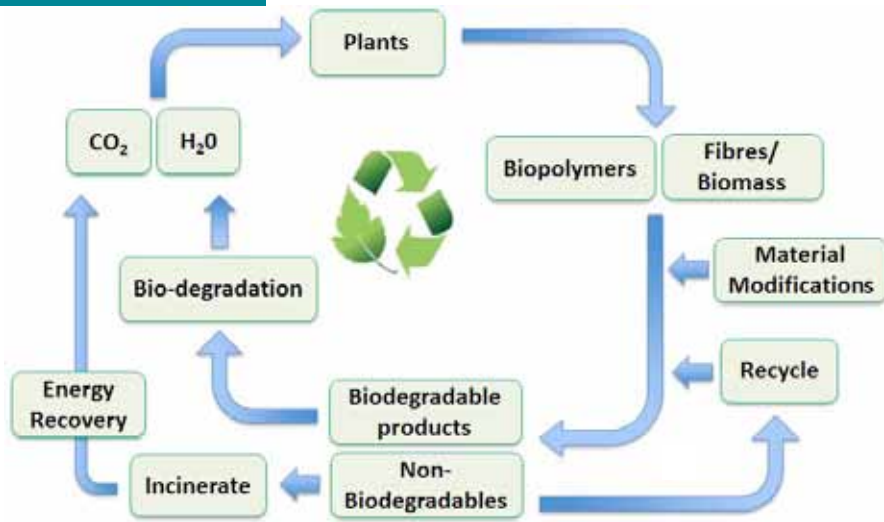 Plants
CO₂
H₂0
Biopolymers
Fibres/
Biomass
Material
Modifications
Bio-degradation
Recycle
Energy
Recovery
Biodegradable
products
Incinerate
Non-
Biodegradables